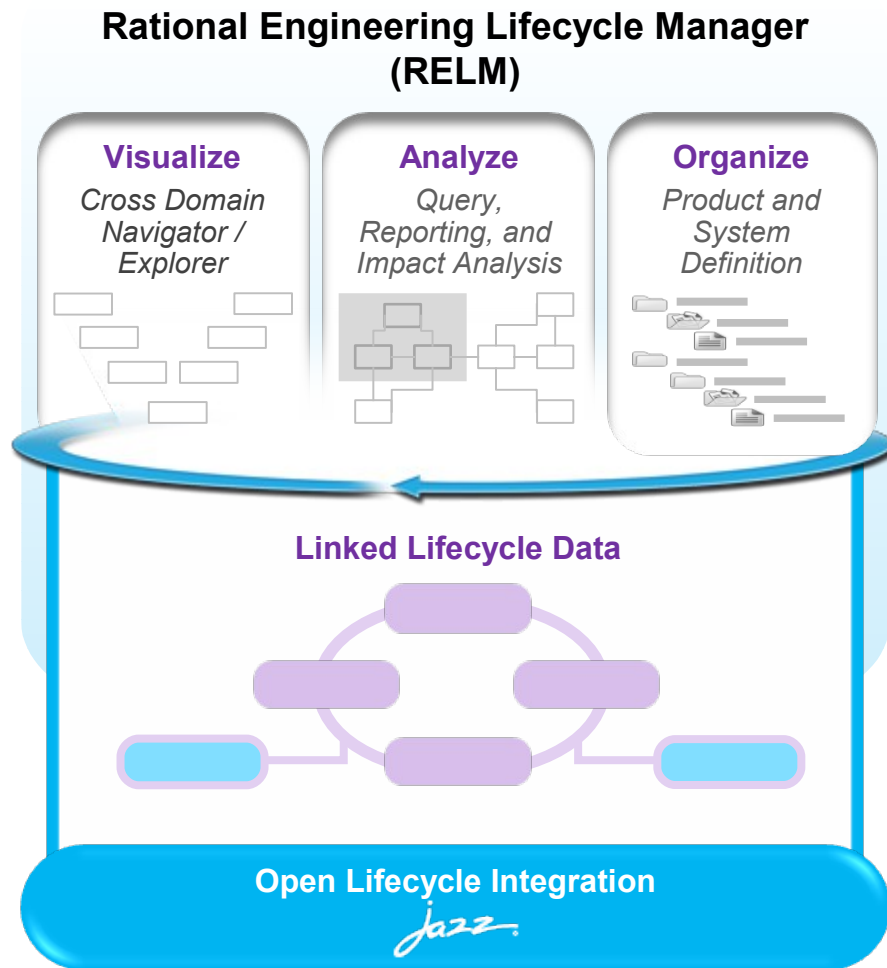 Rational Engineering Lifecycle Manager
(RELM)
Visualize
Cross Domain
Navigator /
Explorer
Analyze
Query,
Reporting, and
Impact Analysis
Organize
Product and
System
Definition
Linked Lifecycle Data
Open Lifecycle Integration
jazz